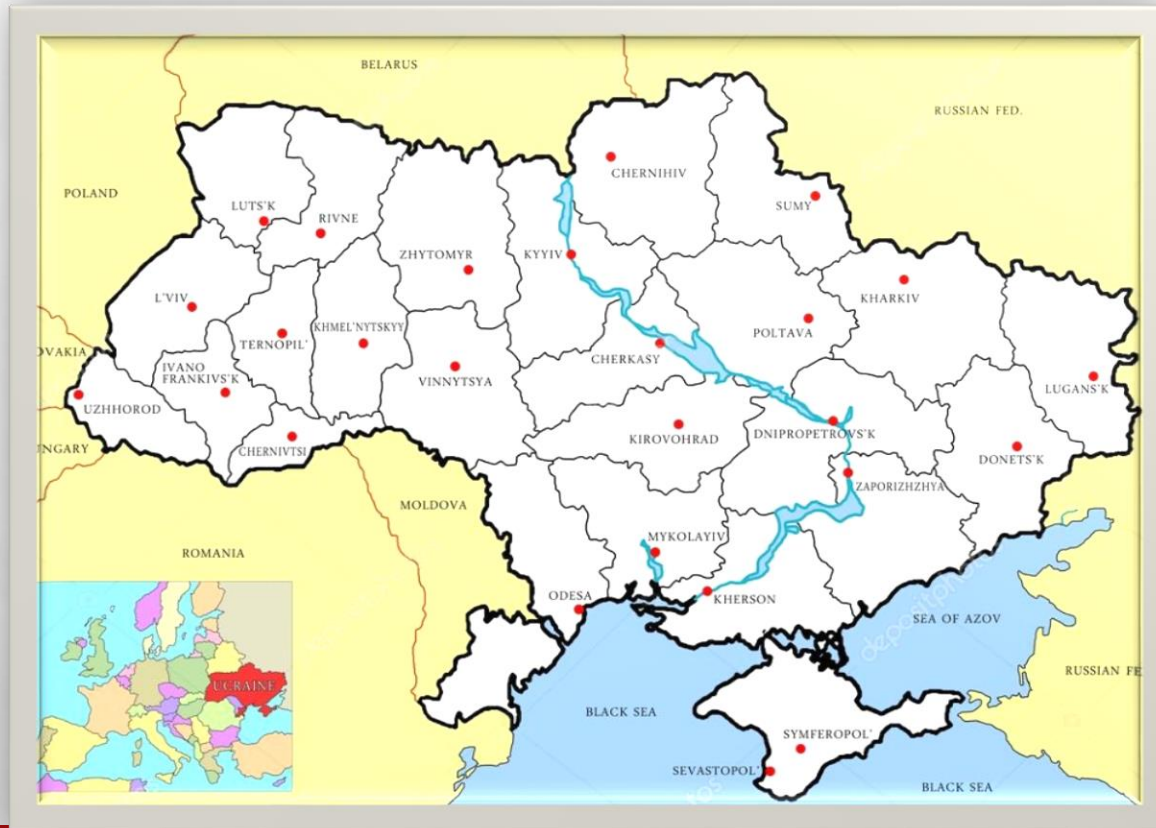 BELARUS
RUSSIAN FED.
POLAND
CHERNIHIV
LUTS'K
RIVNE
SUMY
ZHYTOMYR
KYYIV
L'VIV
KHARKIV
KHMEL'NYTSKYY
TERNOPIL'
POLTAVA
OVAKIA
CHERKASY
IVANO
FRANKIVS'K
VINNYTSYA
LUGANS'K
UZHHOROD
KIROVOHRAD
DNIPROPETROVS'K
NGARY
CHERNIVTSI
DONETS'K
ZAPORIZHZHYA
MOLDOVA
MYKOLAYIV
ROMANIA
ODESA
KHERSON
SEA OF AZOV
depositphotos
RUSSIAN FE
UCRAINE
BLACK SEA
SYMFEROPOL'
SEVASTOPOL'
BLACK SEA